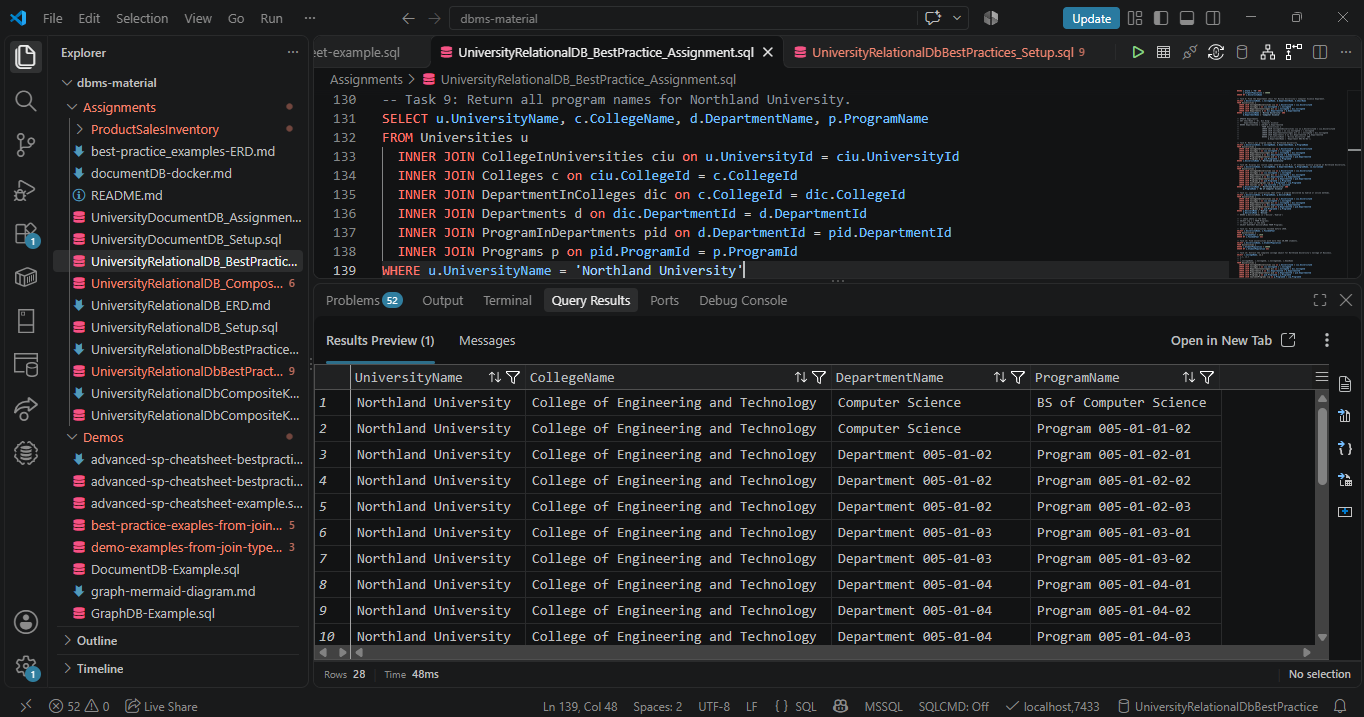 File Edit Selection View Go Run ··· dbms-material Update
Explorer ···
dbms-material
Assignments
ProductSalesInventory
best-practice_examples-ERD.md
documentDB-docker.md
README.md
UniversityDocumentDB_Assignmen...
UniversityDocumentDB_Setup.sql
UniversityRelationalDB_BestPractic...
UniversityRelationalDB_Compos... 6
UniversityRelationalDB_ERD.md
UniversityRelationalDB_Setup.sql
UniversityRelationalDbBestPractice...
UniversityRelationalDbBestPract... 9
UniversityRelationalDbCompositeK...
UniversityRelationalDbCompositeK...
Demos
advanced-sp-cheatsheet-bestpracti...
advanced-sp-cheatsheet-bestpracti...
advanced-sp-cheatsheet-example.s...
best-practice-exaples-from-join... 5
demo-examples-from-join-type... 3
DocumentDB-Example.sql
graph-mermaid-diagram.md
GraphDB-Example.sql
Outline
Timeline
1
1
eet-example.sql UniversityRelationalDB_BestPractice_Assignment.sql UniversityRelationalDbBestPractices_Setup.sql 9
Assignments > UniversityRelationalDB_BestPractice_Assignment.sql
130 -- Task 9: Return all program names for Northland University.
131 SELECT u.UniversityName, c.CollegeName, d.DepartmentName, p.ProgramName
132 FROM Universities u
133 INNER JOIN CollegeInUniversities ciu on u.UniversityId = ciu.UniversityId
134 INNER JOIN Colleges c on ciu.CollegeId = c.CollegeId
135 INNER JOIN DepartmentInColleges dic on c.CollegeId = dic.CollegeId
136 INNER JOIN Departments d on dic.DepartmentId = d.DepartmentId
137 INNER JOIN ProgramInDepartments pid on d.DepartmentId = pid.DepartmentId
138 INNER JOIN Programs p on pid.ProgramId = p.ProgramId
139 WHERE u.UniversityName = 'Northland University'
Problems 52 Output Terminal Query Results Ports Debug Console
Results Preview (1) Messages Open in New Tab
UniversityName CollegeName DepartmentName ProgramName
1 Northland University College of Engineering and Technology Computer Science BS of Computer Science
2 Northland University College of Engineering and Technology Computer Science Program 005-01-01-02
3 Northland University College of Engineering and Technology Department 005-01-02 Program 005-01-02-01
4 Northland University College of Engineering and Technology Department 005-01-02 Program 005-01-02-02
5 Northland University College of Engineering and Technology Department 005-01-02 Program 005-01-02-03
6 Northland University College of Engineering and Technology Department 005-01-03 Program 005-01-03-01
7 Northland University College of Engineering and Technology Department 005-01-03 Program 005-01-03-02
8 Northland University College of Engineering and Technology Department 005-01-04 Program 005-01-04-01
9 Northland University College of Engineering and Technology Department 005-01-04 Program 005-01-04-02
10 Northland University College of Engineering and Technology Department 005-01-04 Program 005-01-04-03
Rows 28 Time 48ms No selection
52 0 Live Share Ln 139, Col 48 Spaces: 2 UTF-8 LF {} SQL MSSQL SQLCMD: Off localhost,7433 UniversityRelationalDbBestPractice